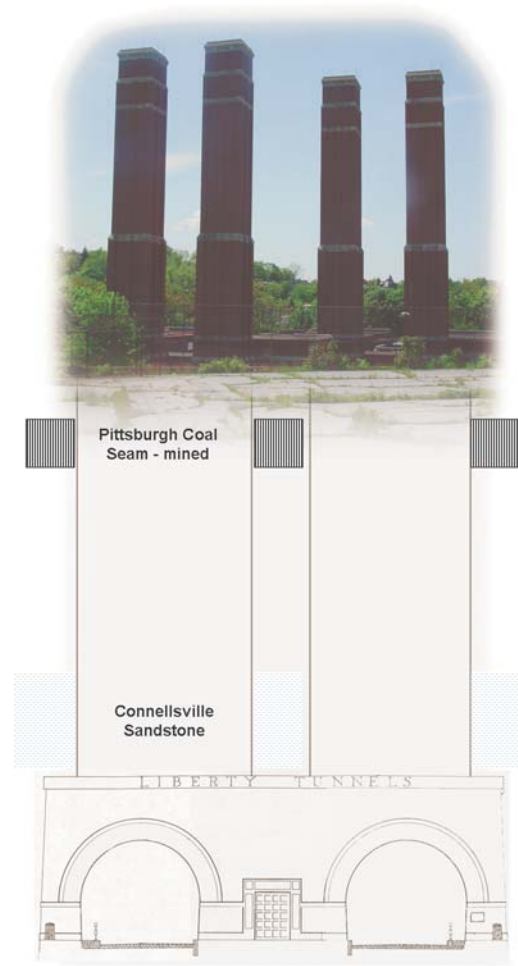 Pittsburgh Coal
Seam - mined
Connellsville
Sandstone
LIBERTY TUNNELS